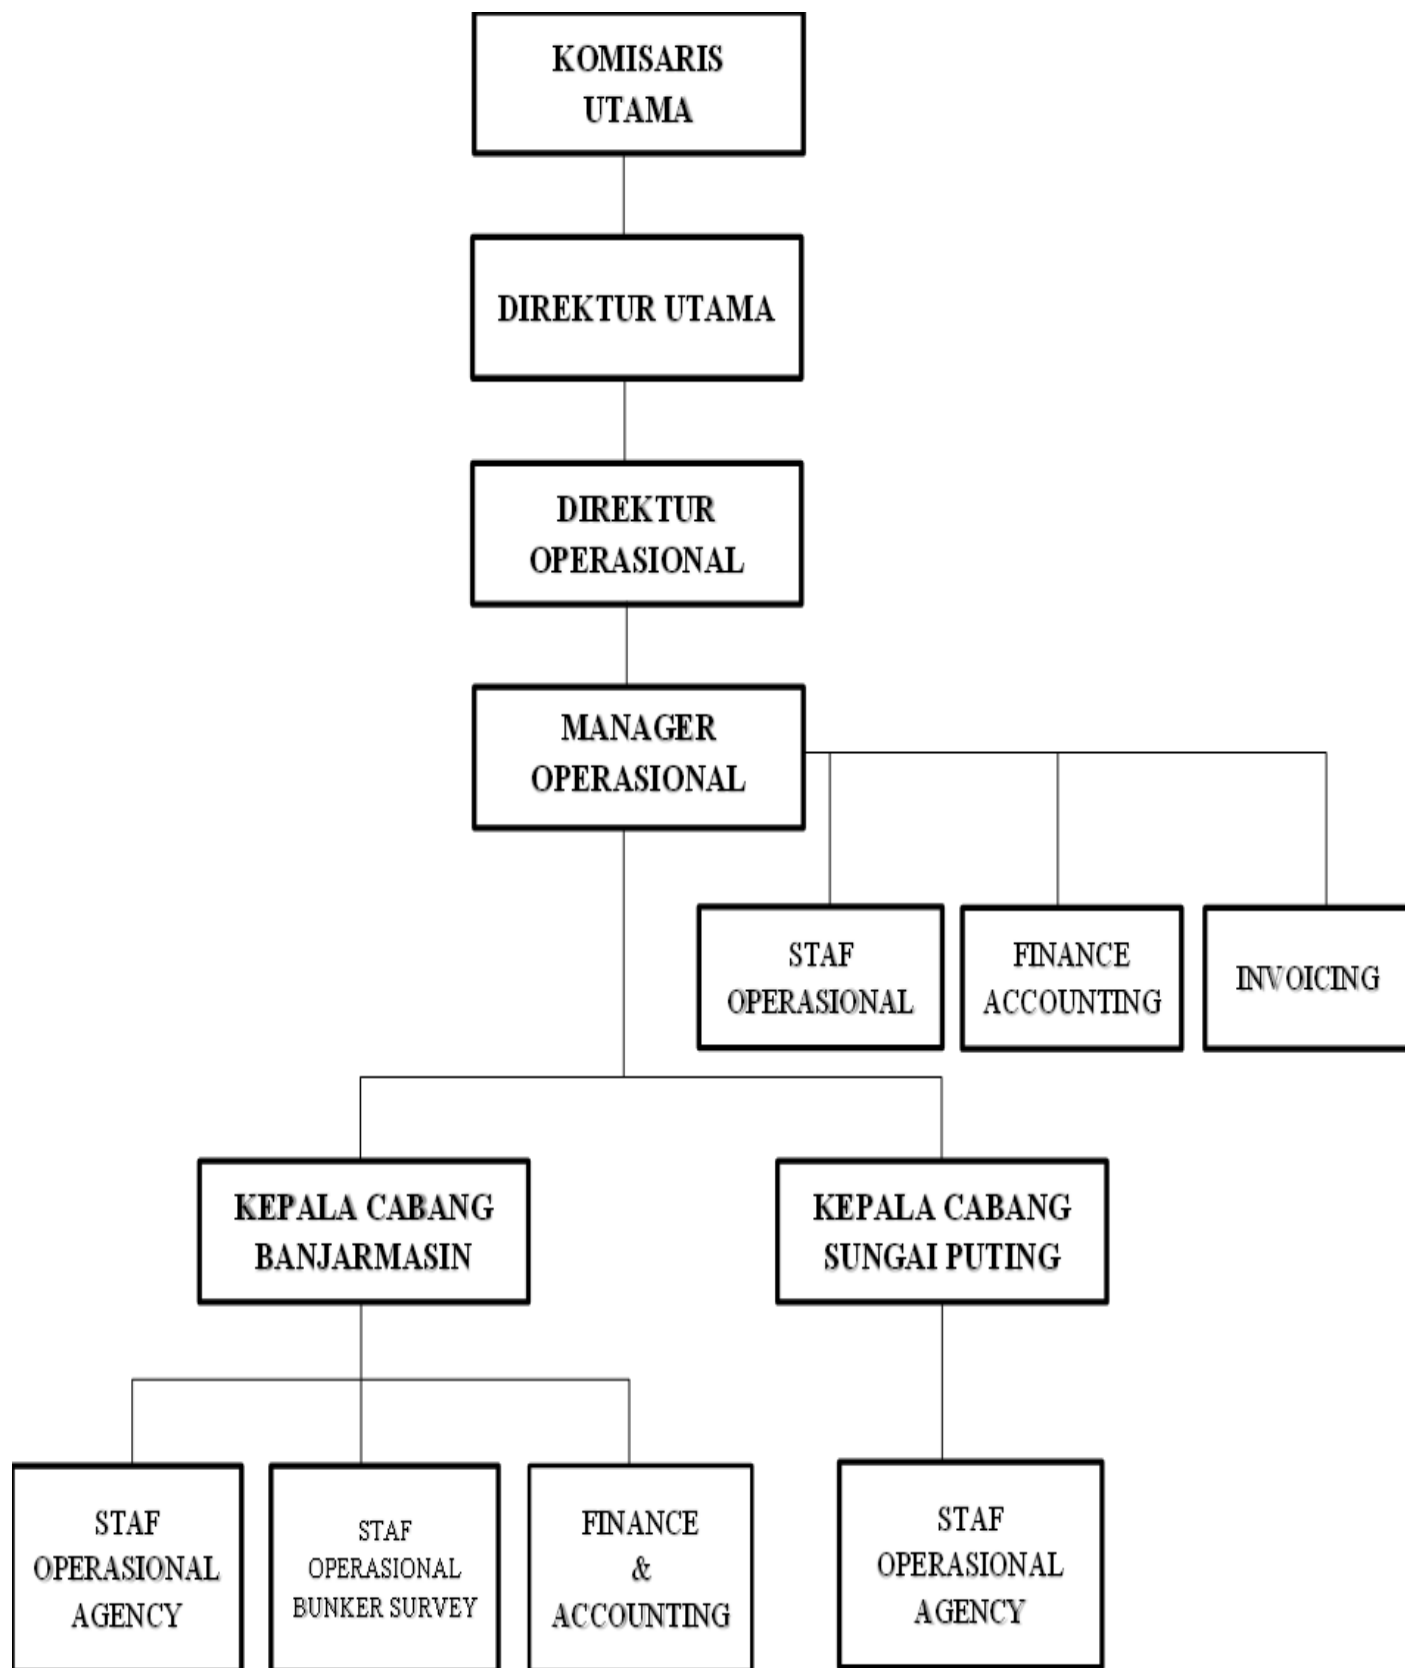 KOMISARIS
UTAMA
DIREKTUR UTAMA
DIREKTUR
OPERASIONAL
MANAGER
OPERASIONAL
STAF
OPERASIONAL
FINANCE
ACCOUNTING
INVOICING
KEPALA CABANG
BANJARMASIN
KEPALA CABANG
SUNGAI PUTING
STAF
OPERASIONAL
AGENCY
STAF
OPERASIONAL
BUNKER SURVEY
FINANCE
&
ACCOUNTING
STAF
OPERASIONAL
AGENCY